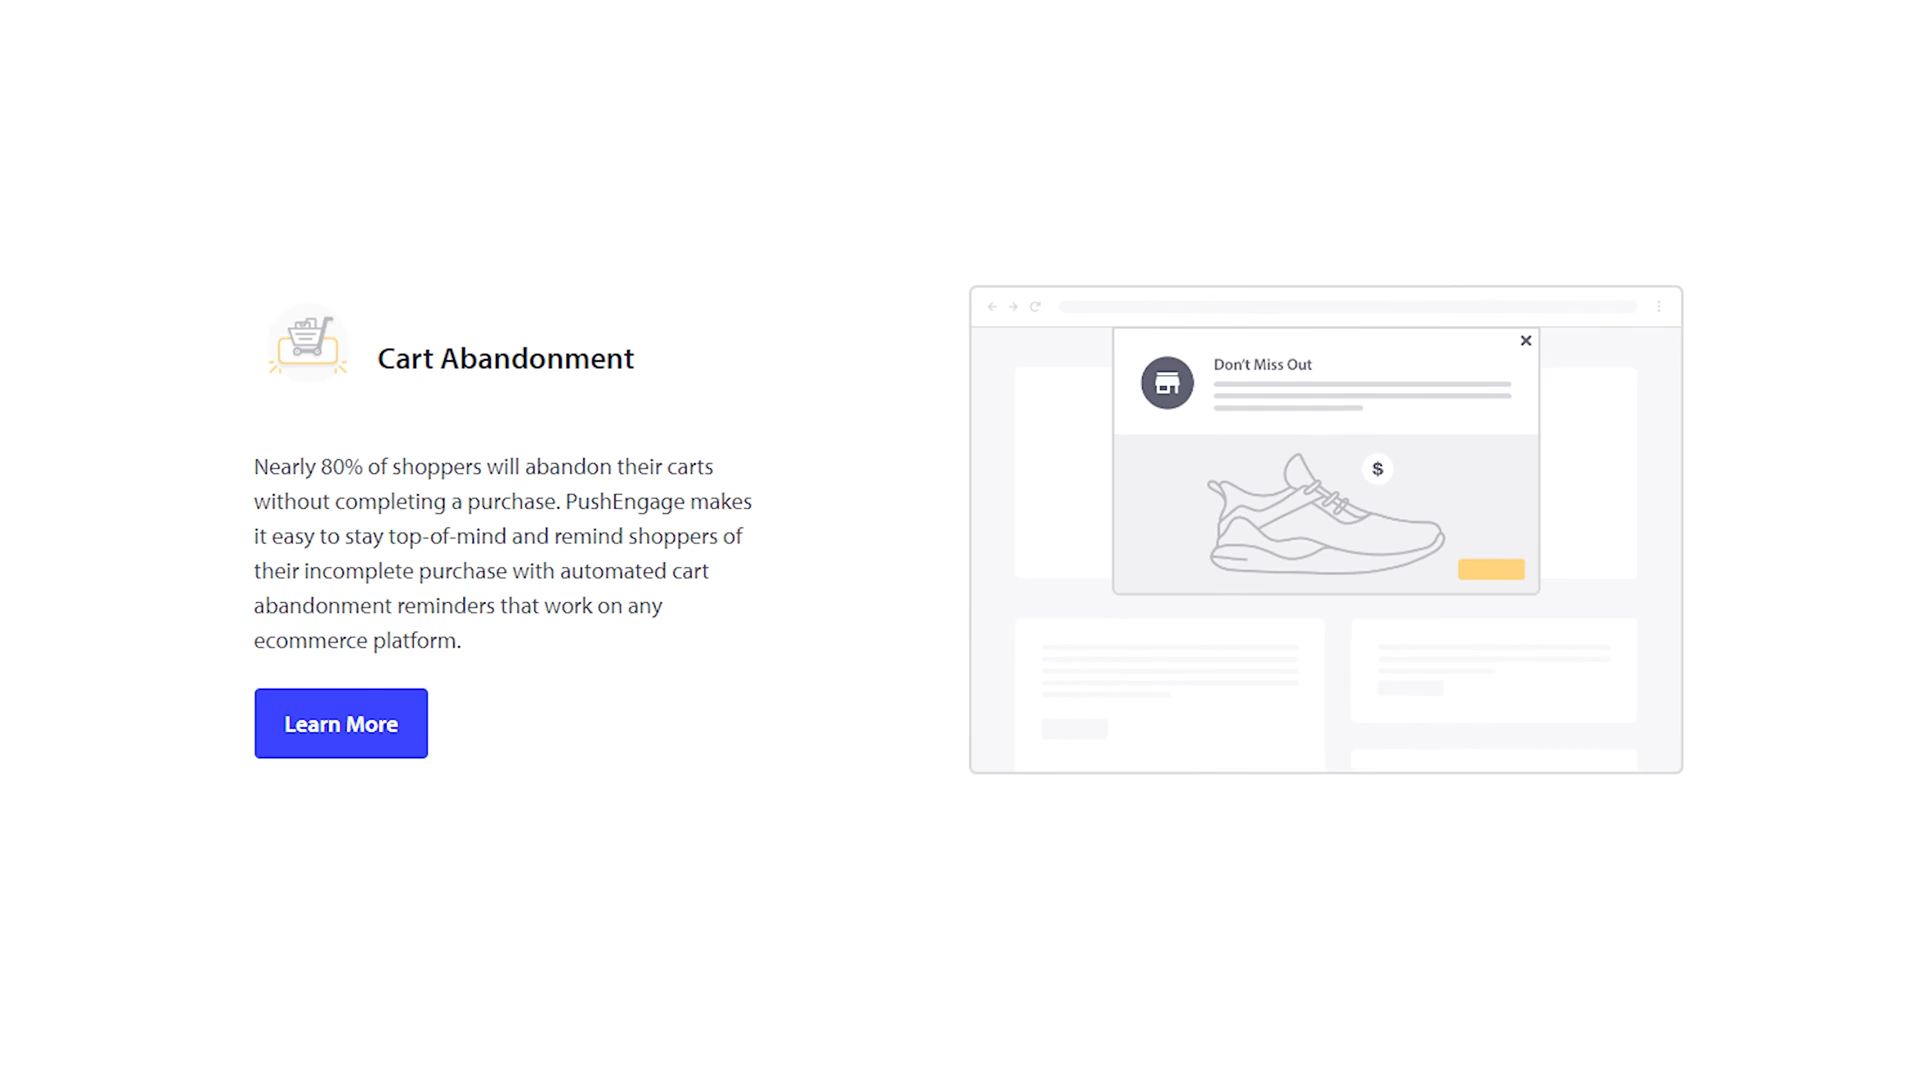 Cart Abandonment
Nearly 80% of shoppers will abandon their carts
without completing a purchase. PushEngage makes
it easy to stay top-of-mind and remind shoppers of
their incomplete purchase with automated cart
abandonment reminders that work on any
ecommerce platform.
Learn More
Don't Miss Out
$